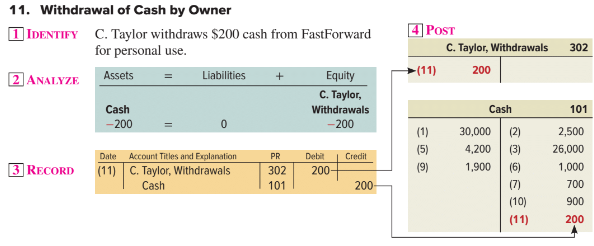 11. Withdrawal of Cash by Owner
1 IDENTIFY C. Taylor withdraws $200 cash from FastForward
for personal use.
2 ANALYZE
Assets = Liabilities + Equity
C. Taylor,
Cash Withdrawals
−200 = 0 −200
3 RECORD
Date Account Titles and Explanation PR Debit Credit
(11) C. Taylor, Withdrawals 302 200
Cash 101 200
4 POST
C. Taylor, Withdrawals 302
(11) 200
Cash 101
(1) 30,000 (2) 2,500
(5) 4,200 (3) 26,000
(9) 1,900 (6) 1,000
(7) 700
(10) 900
(11) 200